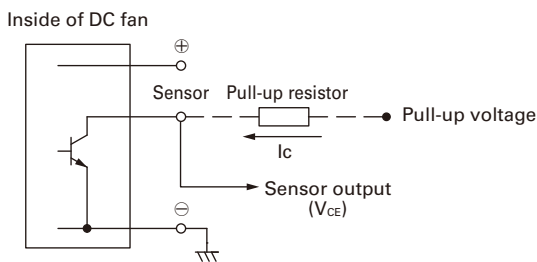 Inside of DC fan
⊕
Sensor
Pull-up resistor
Pull-up voltage
Ic
Sensor output
(VCE)
⊖